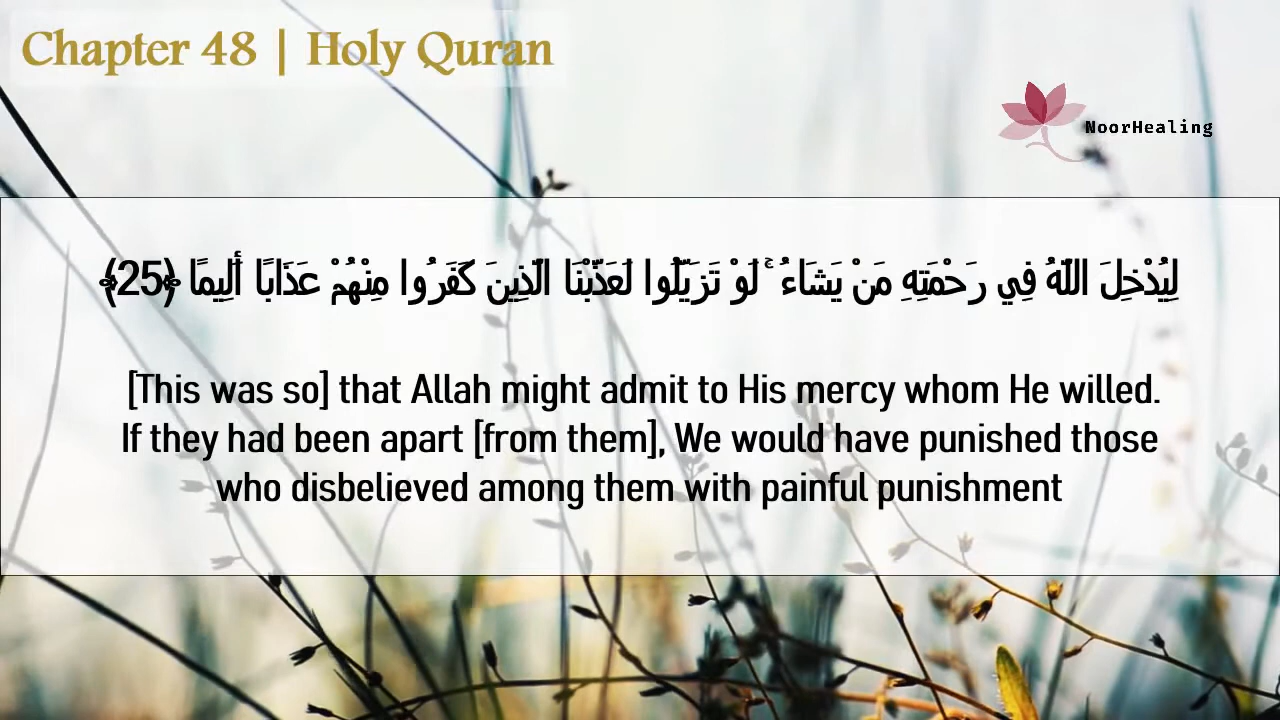 Chapter 48 | Holy Quran
NoorHealing
لِيُدْخِلَ اللَّهُ فِي رَحْمَتِهِ مَنْ يَشَاءُ ۚ لَوْ تَزَيَّلُوا لَعَذَّبْنَا الَّذِينَ كَفَرُوا مِنْهُمْ عَذَابًا أَلِيمًا ﴿25﴾
[This was so] that Allah might admit to His mercy whom He willed.
If they had been apart [from them], We would have punished those
who disbelieved among them with painful punishment